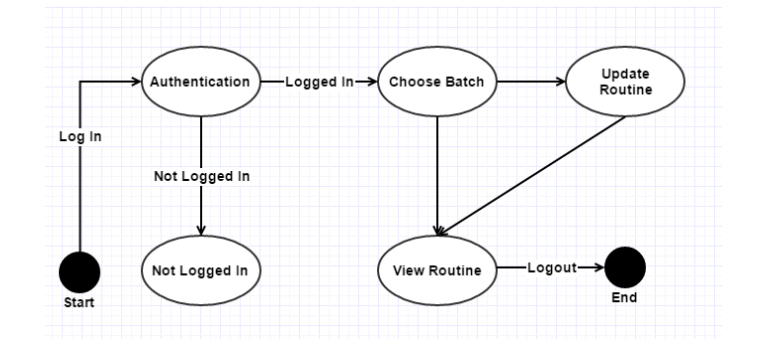 Authentication
Logged In
Choose Batch
Update
Routine
Log In
Not Logged In
Not Logged In
View Routine
Logout
Start
End